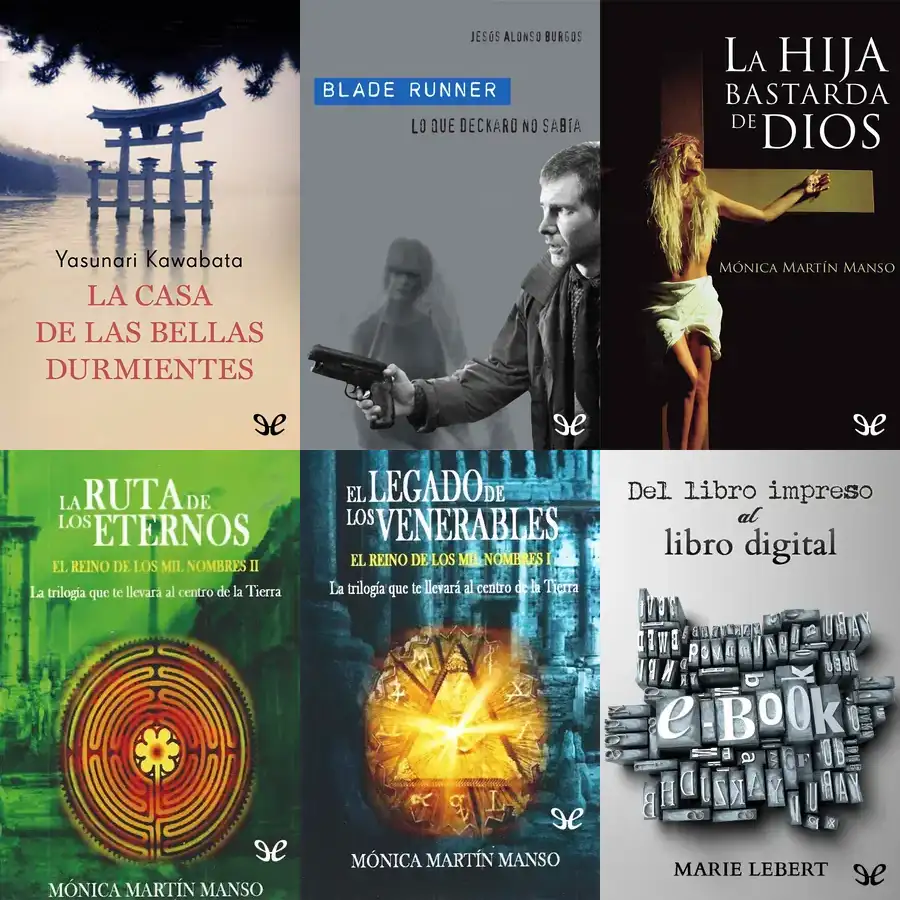 Yasunari Kawabata
LA CASA
DE LAS BELLAS
DURMIENTES
JESÚS ALONSO BURGOS
BLADE RUNNER
LO QUE DECKARD NO SABÍA
LA HIJA
BASTARDA
DE DIOS
MÓNICA MARTÍN MANSO
LA RUTA DE
LOS ETERNOS
EL REINO DE LOS MIL NOMBRES II
La trilogía que te llevará al centro de la Tierra
MÓNICA MARTÍN MANSO
EL LEGADO DE
LOS VENERABLES
EL REINO DE LOS MIL NOMBRES I
La trilogía que te llevará al centro de la Tierra
MÓNICA MARTÍN MANSO
Del libro impreso
al
libro digital
e-Book
MARIE LEBERT